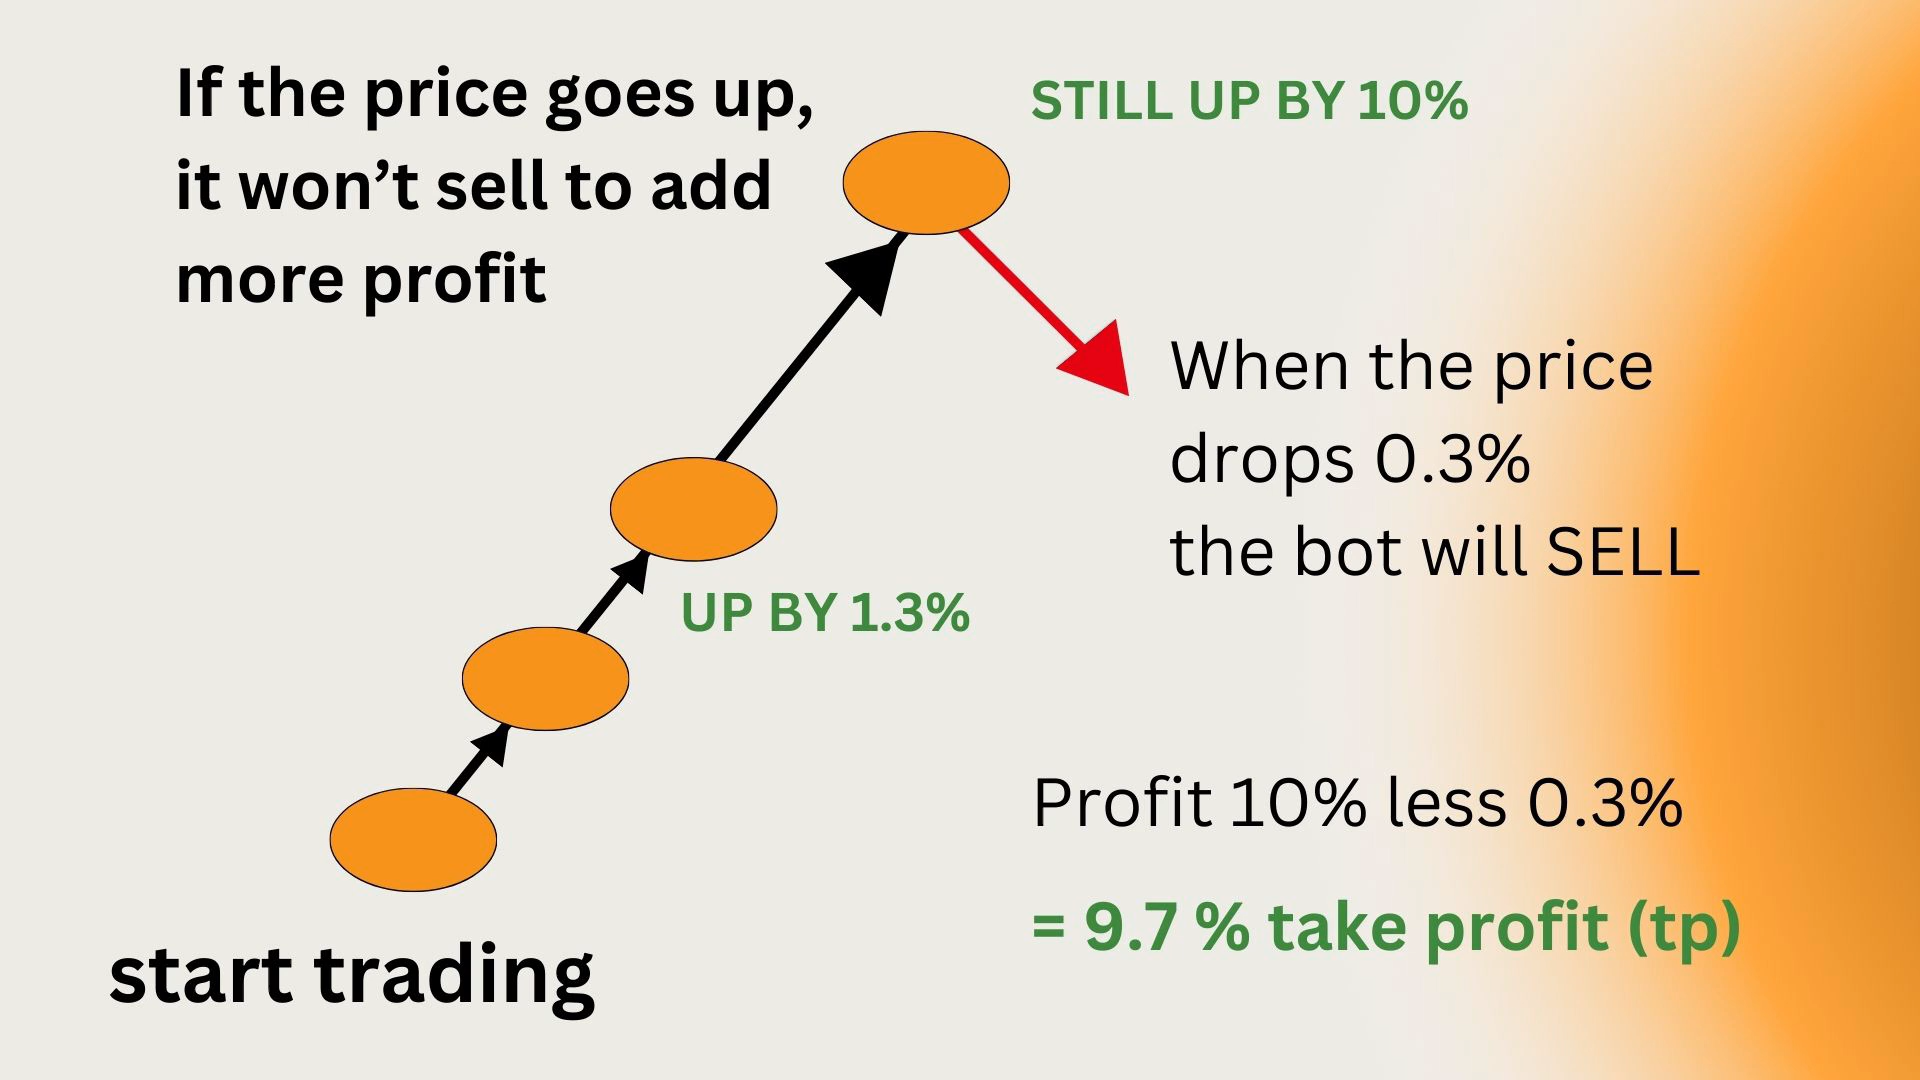 If the price goes up,
it won’t sell to add
more profit
STILL UP BY 10%
When the price
drops 0.3%
the bot will SELL
UP BY 1.3%
Profit 10% less 0.3%
= 9.7 % take profit (tp)
start trading